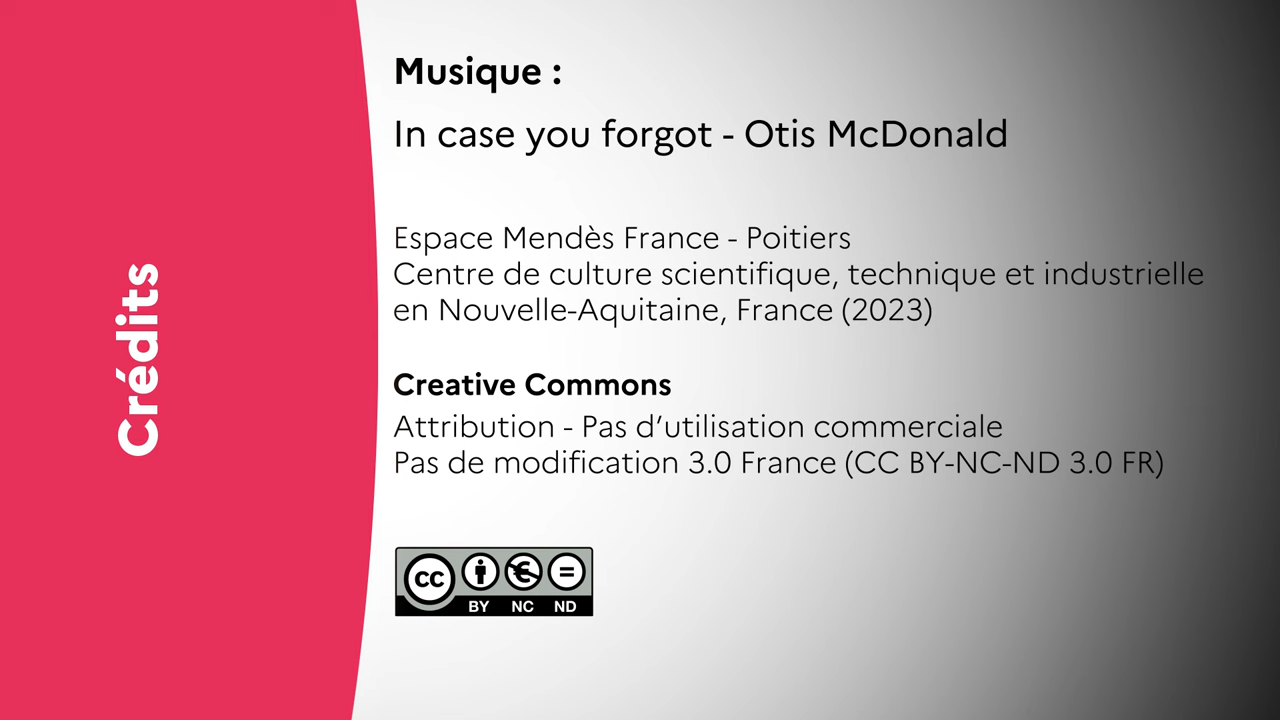 Crédits
Musique :
In case you forgot - Otis McDonald
Espace Mendès France - Poitiers
Centre de culture scientifique, technique et industrielle
en Nouvelle-Aquitaine, France (2023)
Creative Commons
Attribution - Pas d’utilisation commerciale
Pas de modification 3.0 France (CC BY-NC-ND 3.0 FR)
cc
BY NC ND